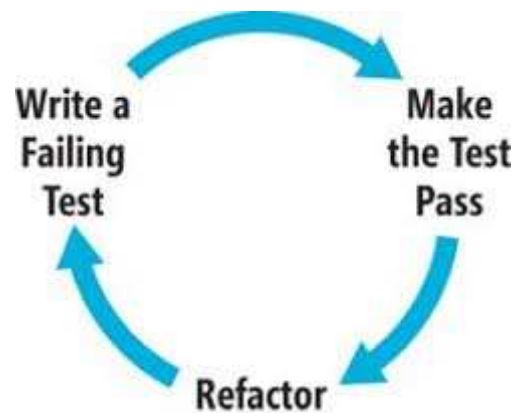 Write a
Failing
Test
Make
the Test
Pass
Refactor